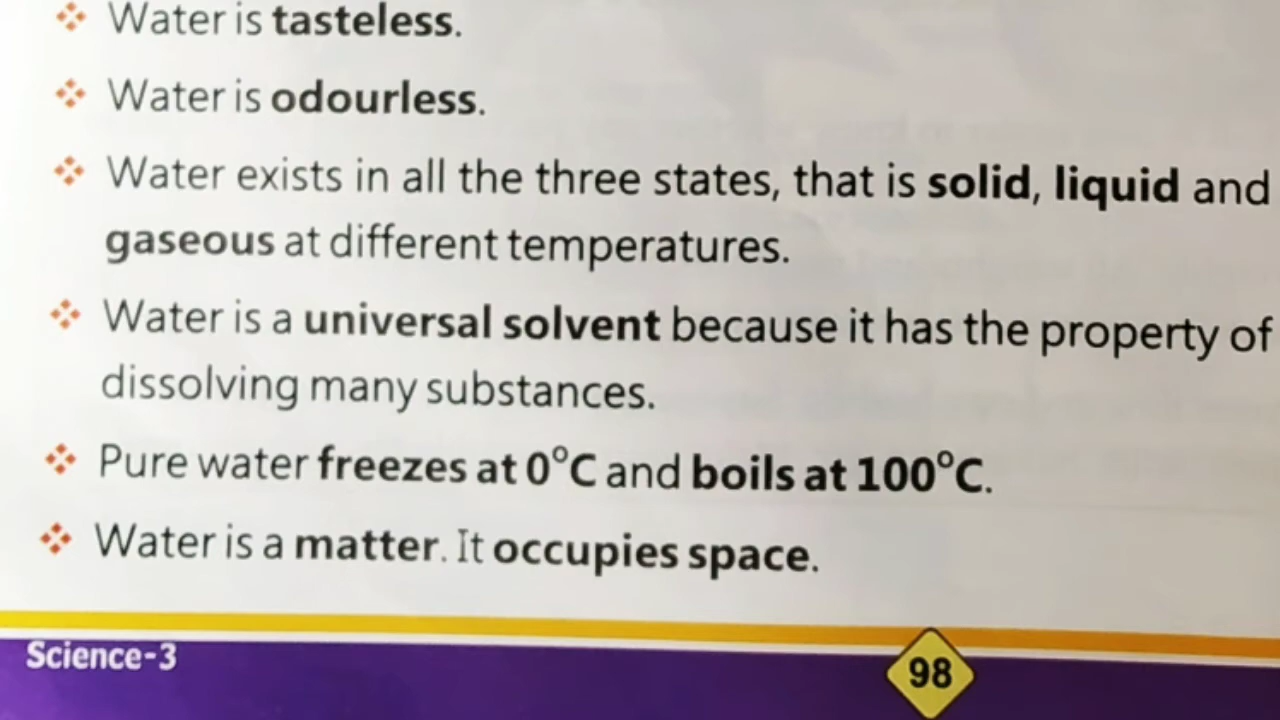 Water is tasteless.
Water is odourless.
Water exists in all the three states, that is solid, liquid and
gaseous at different temperatures.
Water is a universal solvent because it has the property of
dissolving many substances.
Pure water freezes at 0°C and boils at 100°C.
Water is a matter. It occupies space.
Science-3
98